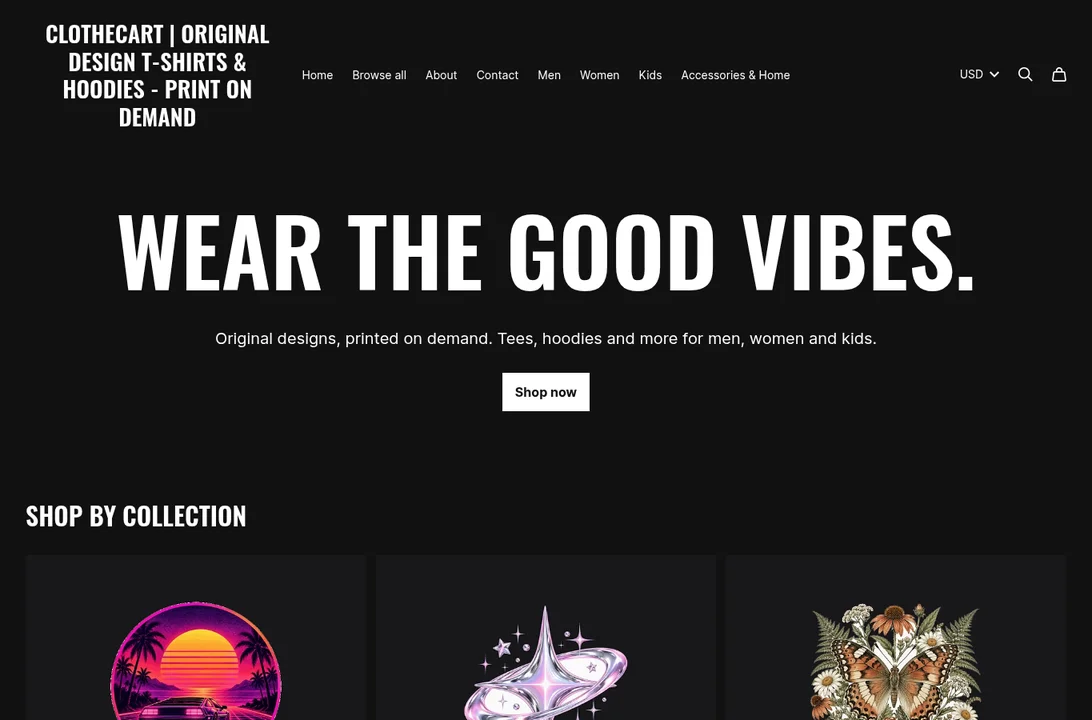 CLOTHECART | ORIGINAL
DESIGN T-SHIRTS &
HOODIES - PRINT ON
DEMAND
Home
Browse all
About
Contact
Men
Women
Kids
Accessories & Home
USD
WEAR THE GOOD VIBES.
Original designs, printed on demand. Tees, hoodies and more for men, women and kids.
Shop now
SHOP BY COLLECTION